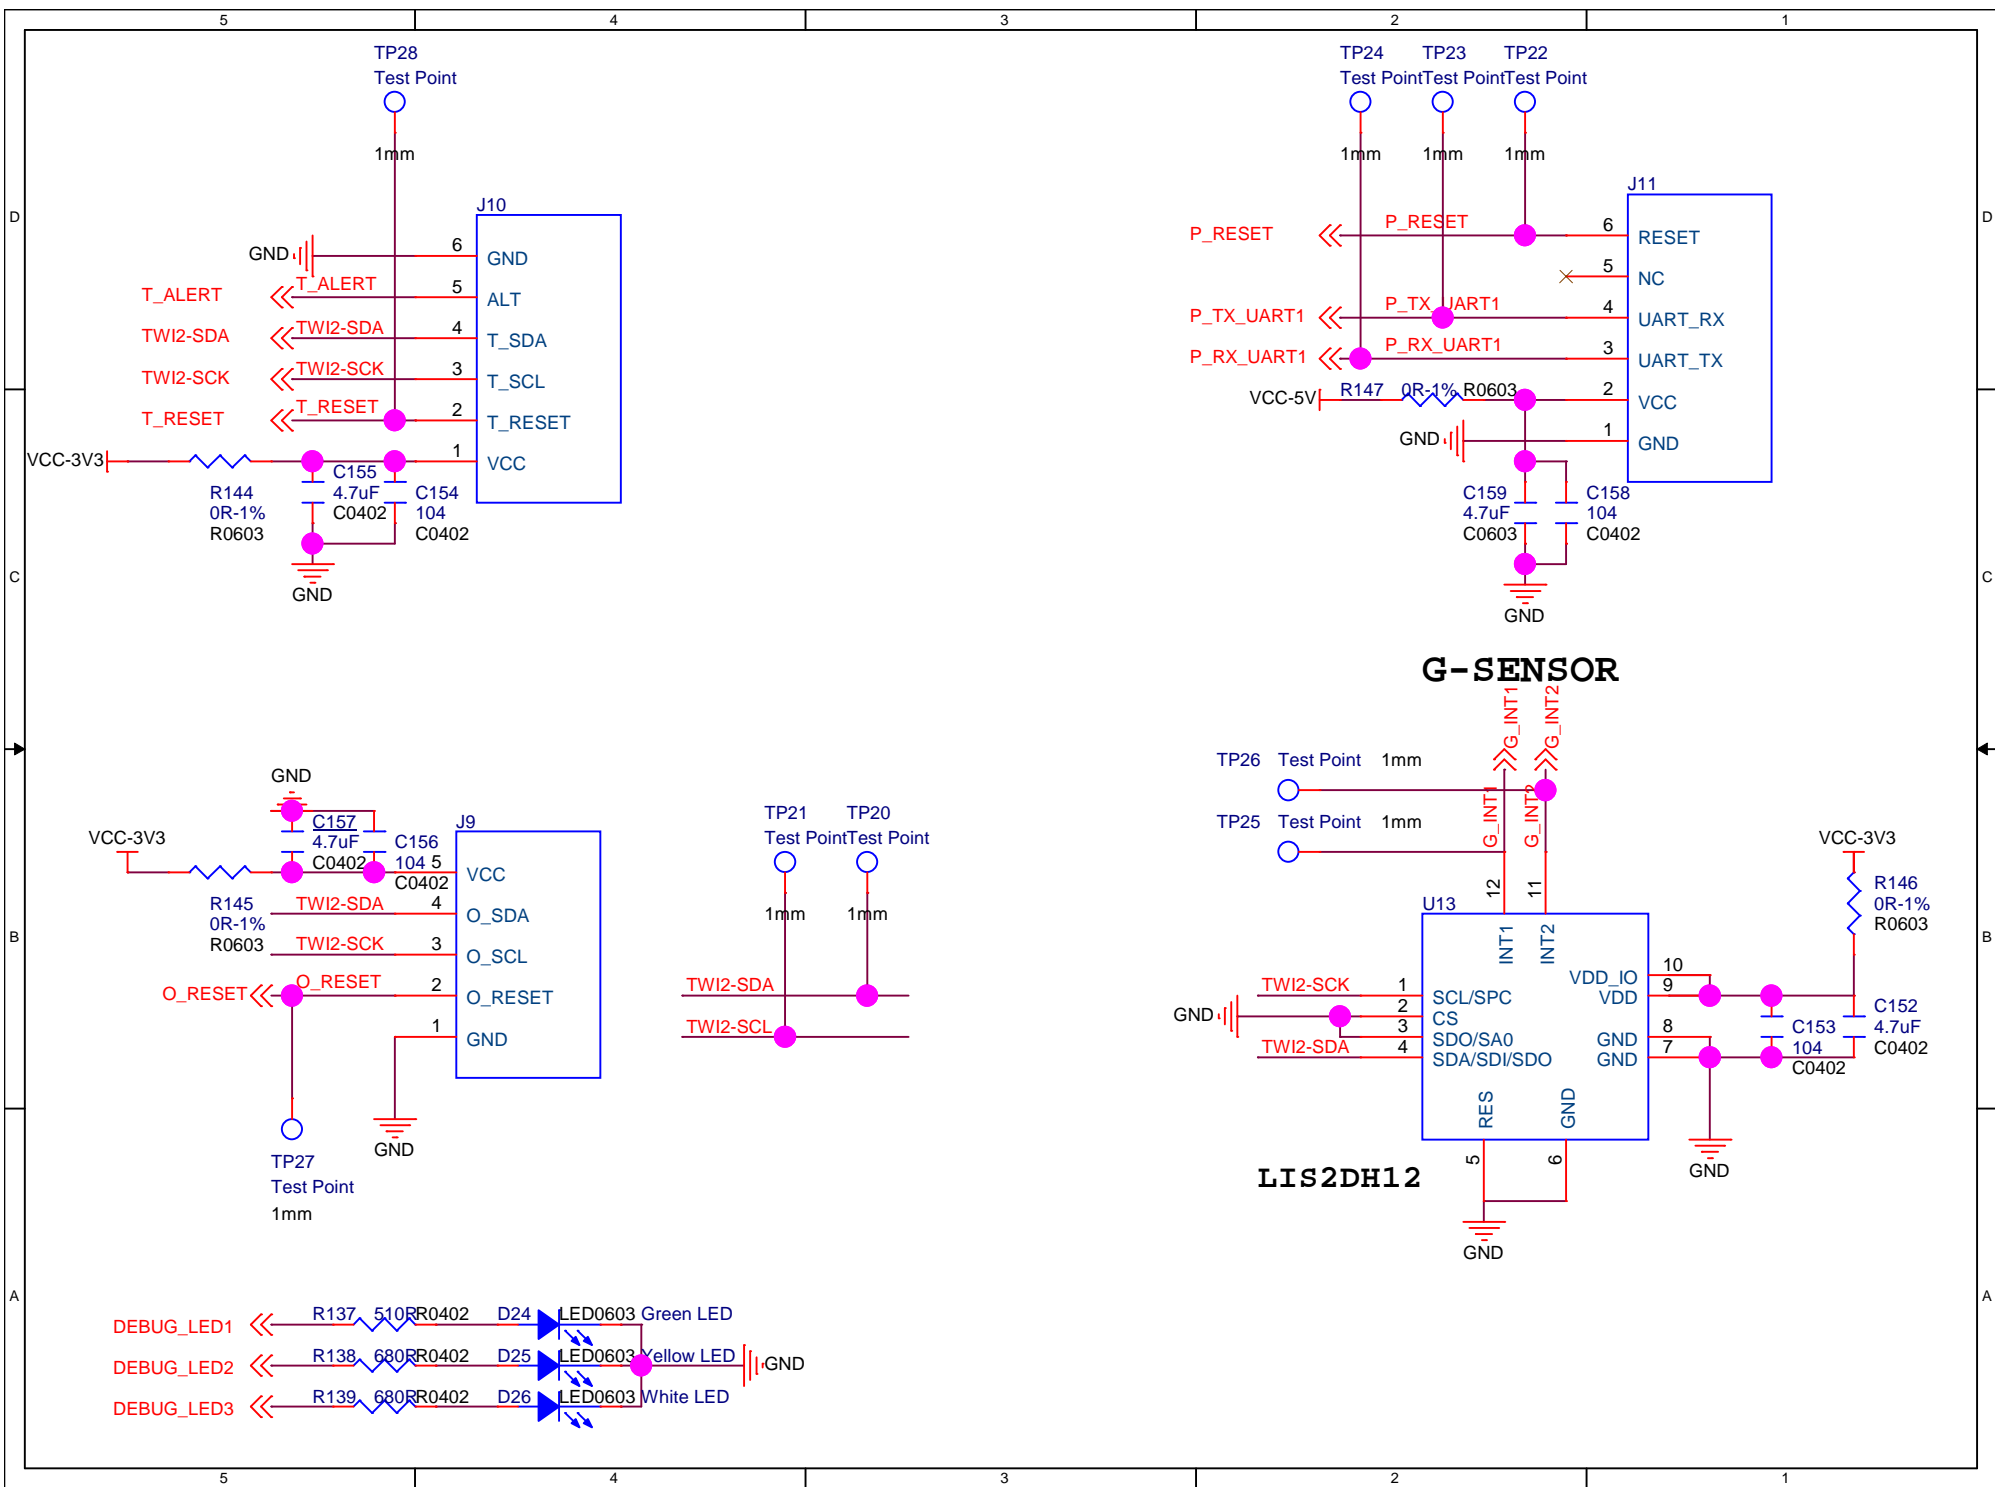 5 4 3 2 1
TP28
Test Point
1mm
J10
GND 6 GND
T_ALERT T_ALERT 5 ALT
TWI2-SDA TWI2-SDA 4 T_SDA
TWI2-SCK TWI2-SCK 3 T_SCL
T_RESET T_RESET 2 T_RESET
VCC-3V3 1 VCC
R144
0R-1%
R0603
C155
4.7uF
C0402
C154
104
C0402
GND
TP24 TP23 TP22
Test Point Test Point Test Point
1mm 1mm 1mm
J11
P_RESET P_RESET 6 RESET
5 NC
P_TX_UART1 P_TX_UART1 4 UART_RX
P_RX_UART1 P_RX_UART1 3 UART_TX
VCC-5V R147 0R-1% R0603 2 VCC
GND 1 GND
C159
4.7uF
C0603
C158
104
C0402
GND
D D
C C
G-SENSOR
G_INT1 G_INT2
TP26 Test Point 1mm
TP25 Test Point 1mm
G_INT1 G_INT2
12 11
U13
INT1 INT2
TWI2-SCK 1 SCL/SPC
GND 2 CS
3 SDO/SA0
TWI2-SDA 4 SDA/SDI/SDO
10 VDD_IO
9 VDD
8 GND
7 GND
RES GND
5 6
GND
LIS2DH12
VCC-3V3
R146
0R-1%
R0603
C153
104
C0402
C152
4.7uF
C0402
GND
GND
VCC-3V3
C157
4.7uF
C0402
C156
104
C0402
R145
0R-1%
R0603
J9
5 VCC
TWI2-SDA 4 O_SDA
TWI2-SCK 3 O_SCL
O_RESET O_RESET 2 O_RESET
1 GND
GND
TP27
Test Point
1mm
TP21 TP20
Test Point Test Point
1mm 1mm
TWI2-SDA
TWI2-SCL
B B
A A
DEBUG_LED1 R137 510R R0402 D24 LED0603 Green LED
DEBUG_LED2 R138 680R R0402 D25 LED0603 Yellow LED GND
DEBUG_LED3 R139 680R R0402 D26 LED0603 White LED
5 4 3 2 1